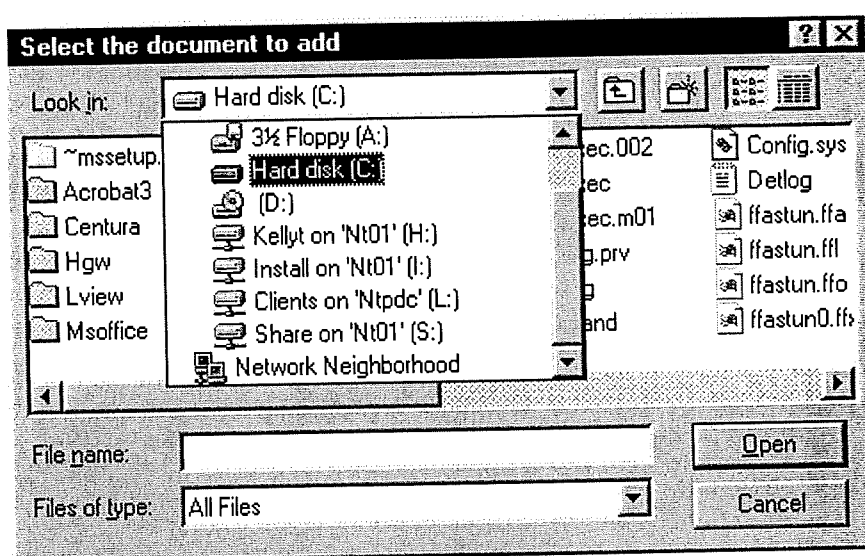 Select the document to add
Look in: Hard disk (C:)
3½ Floppy (A:)
Hard disk (C:
(D:)
Kellyt on 'Nt01' (H:)
Install on 'Nt01' (I:)
Clients on 'Ntpdc' (L:)
Share on 'Nt01' (S:)
Network Neighborhood
~mssetup.
Acrobat3
Centura
Hgw
Lview
Msoffice
ec.002
ec
ec.m01
g.prv
g
and
Config.sys
Detlog
ffastun.ffa
ffastun.ffl
ffastun.ffo
ffastun0.ffx
File name:
Open
Files of type: All Files
Cancel